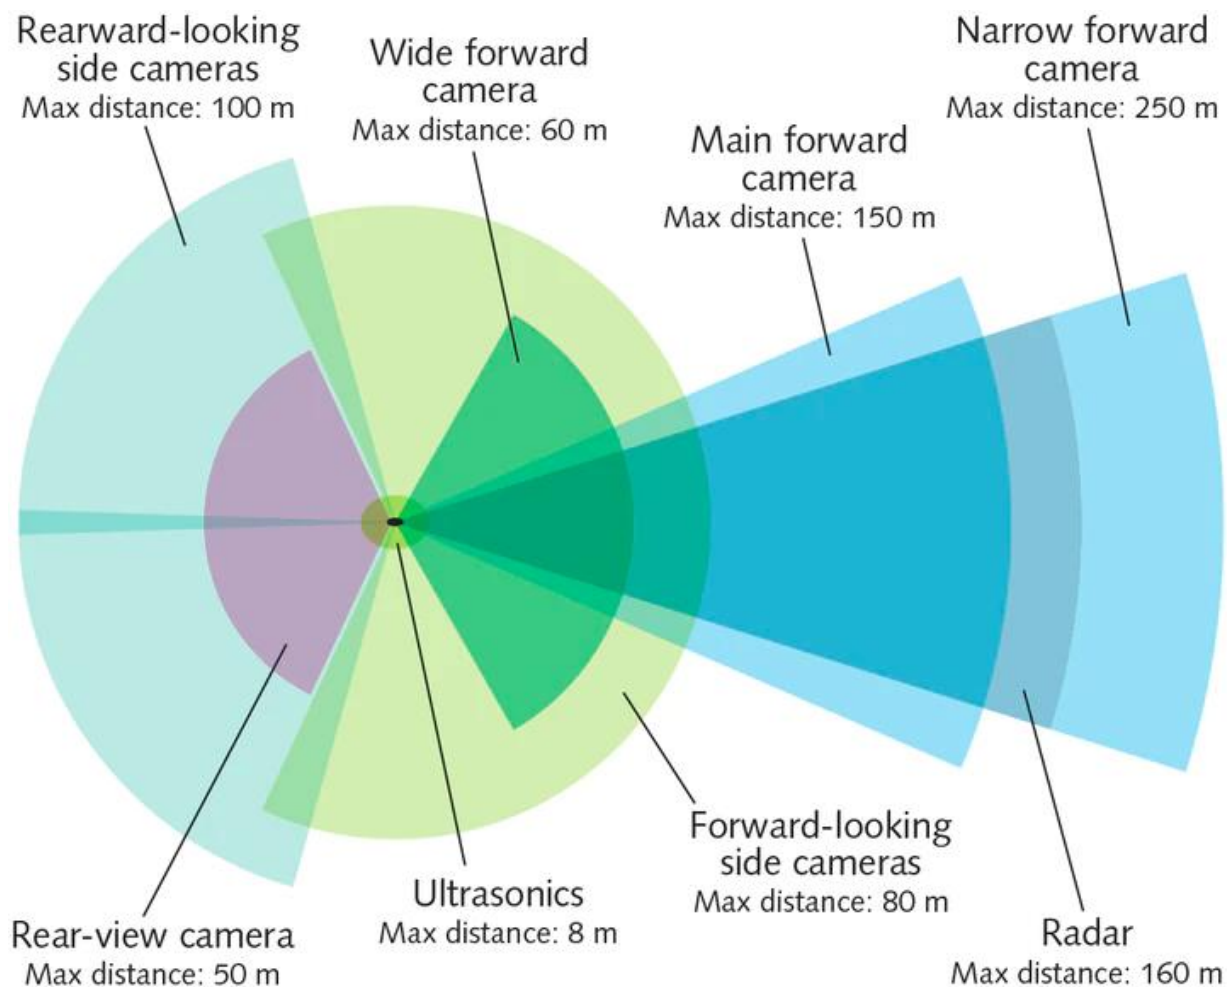 Rearward-looking
side cameras
Max distance: 100 m
Wide forward
camera
Max distance: 60 m
Main forward
camera
Max distance: 150 m
Narrow forward
camera
Max distance: 250 m
Rear-view camera
Max distance: 50 m
Ultrasonics
Max distance: 8 m
Forward-looking
side cameras
Max distance: 80 m
Radar
Max distance: 160 m